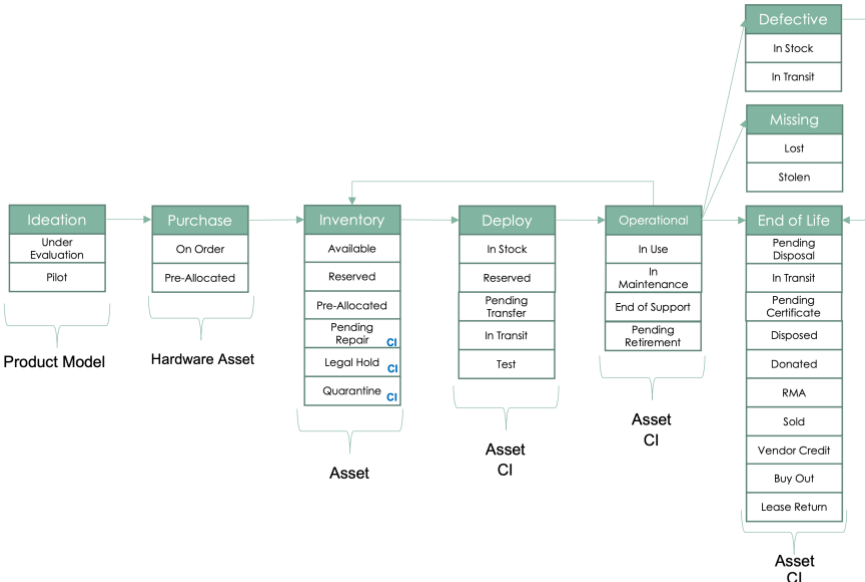 Ideation
Under
Evaluation
Pilot
Product Model
Purchase
On Order
Pre-Allocated
Hardware Asset
Inventory
Available
Reserved
Pre-Allocated
Pending
Repair CI
Legal Hold CI
Quarantine CI
Asset
Deploy
In Stock
Reserved
Pending
Transfer
In Transit
Test
Asset
CI
Operational
In Use
In
Maintenance
End of Support
Pending
Retirement
Asset
CI
Defective
In Stock
In Transit
Missing
Lost
Stolen
End of Life
Pending
Disposal
In Transit
Pending
Certificate
Disposed
Donated
RMA
Sold
Vendor Credit
Buy Out
Lease Return
Asset
CI